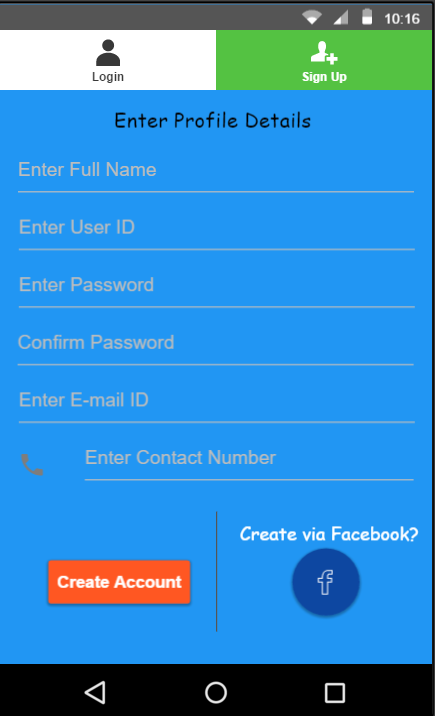 10:16
Login
Sign Up
Enter Profile Details
Enter Full Name
Enter User ID
Enter Password
Confirm Password
Enter E-mail ID
Enter Contact Number
Create via Facebook?
Create Account
f